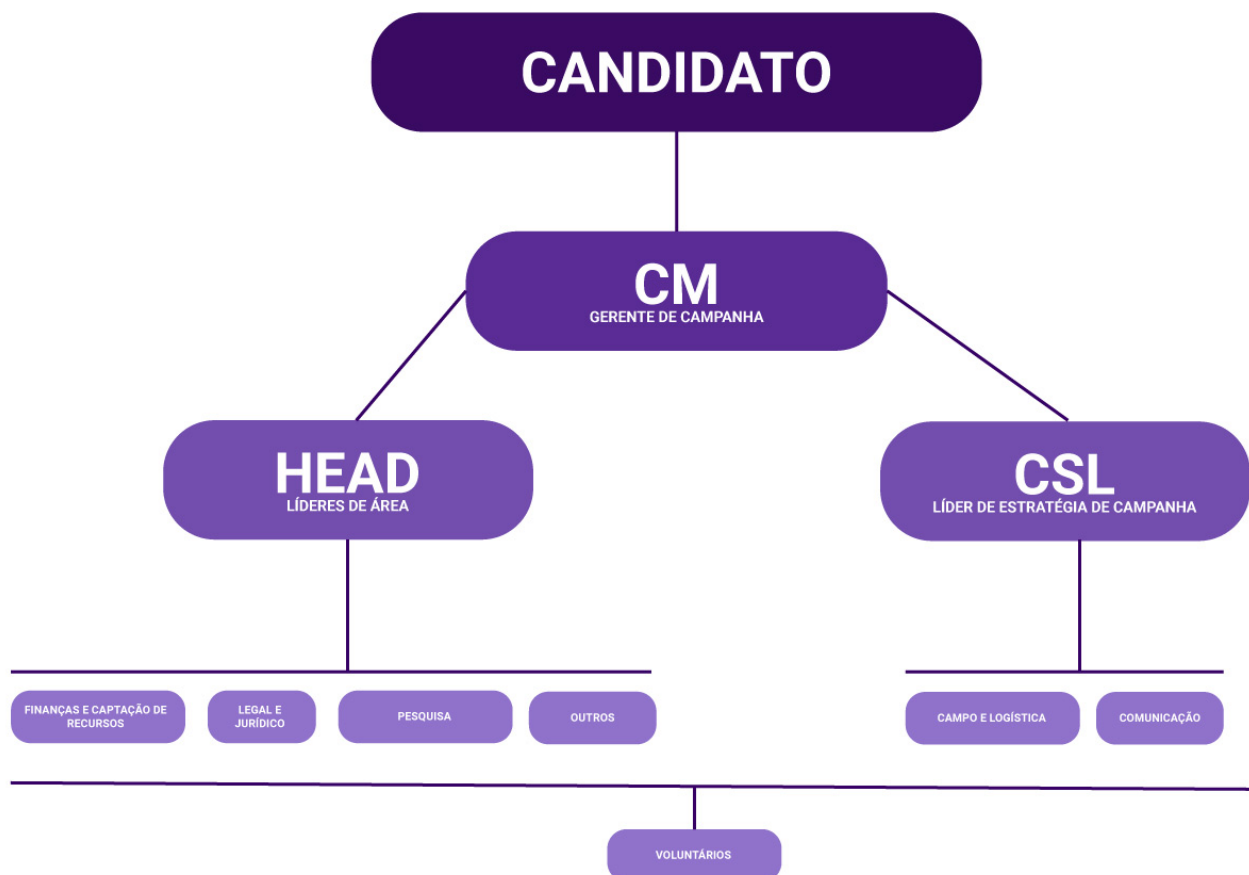 CANDIDATO
CM
GERENTE DE CAMPANHA
HEAD
LÍDERES DE ÁREA
CSL
LÍDER DE ESTRATÉGIA DE CAMPANHA
FINANÇAS E CAPTAÇÃO DE
RECURSOS
LEGAL E
JURÍDICO
PESQUISA
OUTROS
CAMPO E LOGÍSTICA
COMUNICAÇÃO
VOLUNTÁRIOS